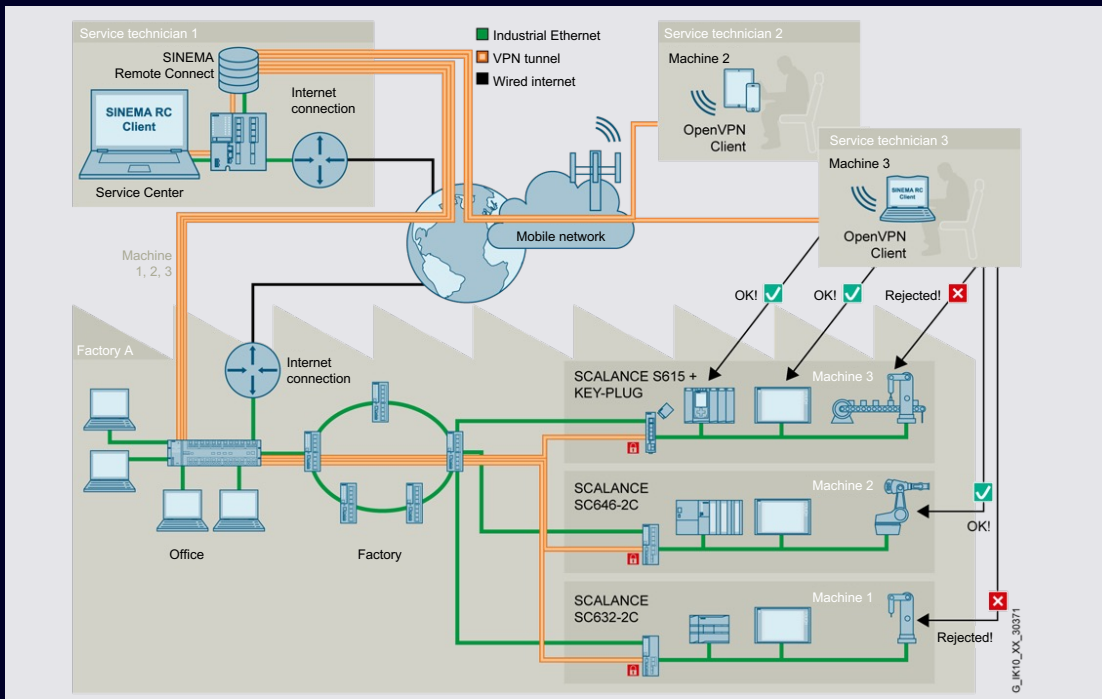 Service technician 1
SINEMA
Remote Connect
SINEMA RC
Client
Service Center
Internet
connection
Industrial Ethernet
VPN tunnel
Wired internet
Service technician 2
Machine 2
OpenVPN
Client
Service technician 3
Machine 3
SINEMA RC
Client
OpenVPN
Client
Mobile network
Machine
1, 2, 3
OK!
OK!
Rejected!
Factory A
Internet
connection
Office
Factory
SCALANCE S615 +
KEY-PLUG
Machine 3
SCALANCE
SC646-2C
Machine 2
OK!
SCALANCE
SC632-2C
Machine 1
Rejected!
G_IK10_XX_30371